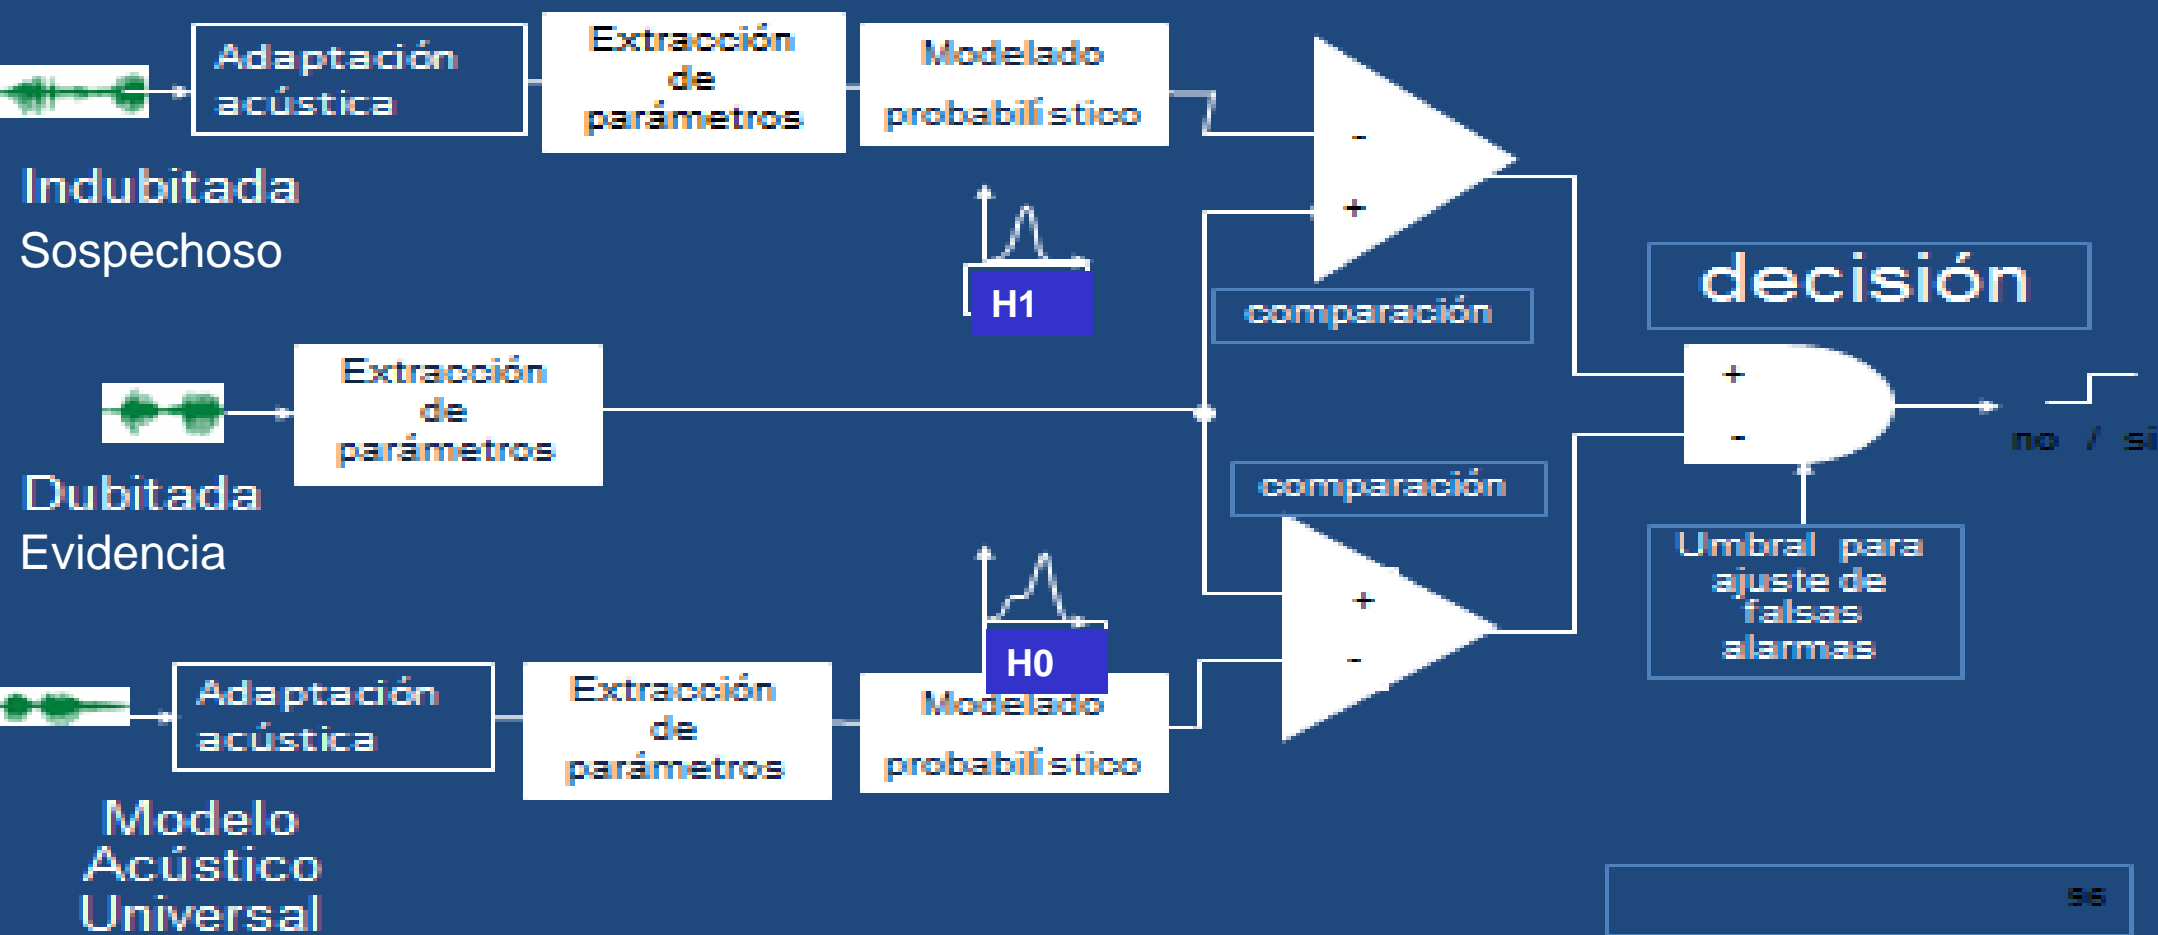 Adaptación
acústica
Extracción
de
parámetros
Modelado
probabilístico
Indubitada
Sospechoso
-
+
H1
comparación
decisión
Extracción
de
parámetros
Dubitada
Evidencia
+
-
no / si
comparación
Umbral para
ajuste de
falsas
alarmas
H0
+
-
Adaptación
acústica
Extracción
de
parámetros
Modelado
probabilístico
Modelo
Acústico
Universal